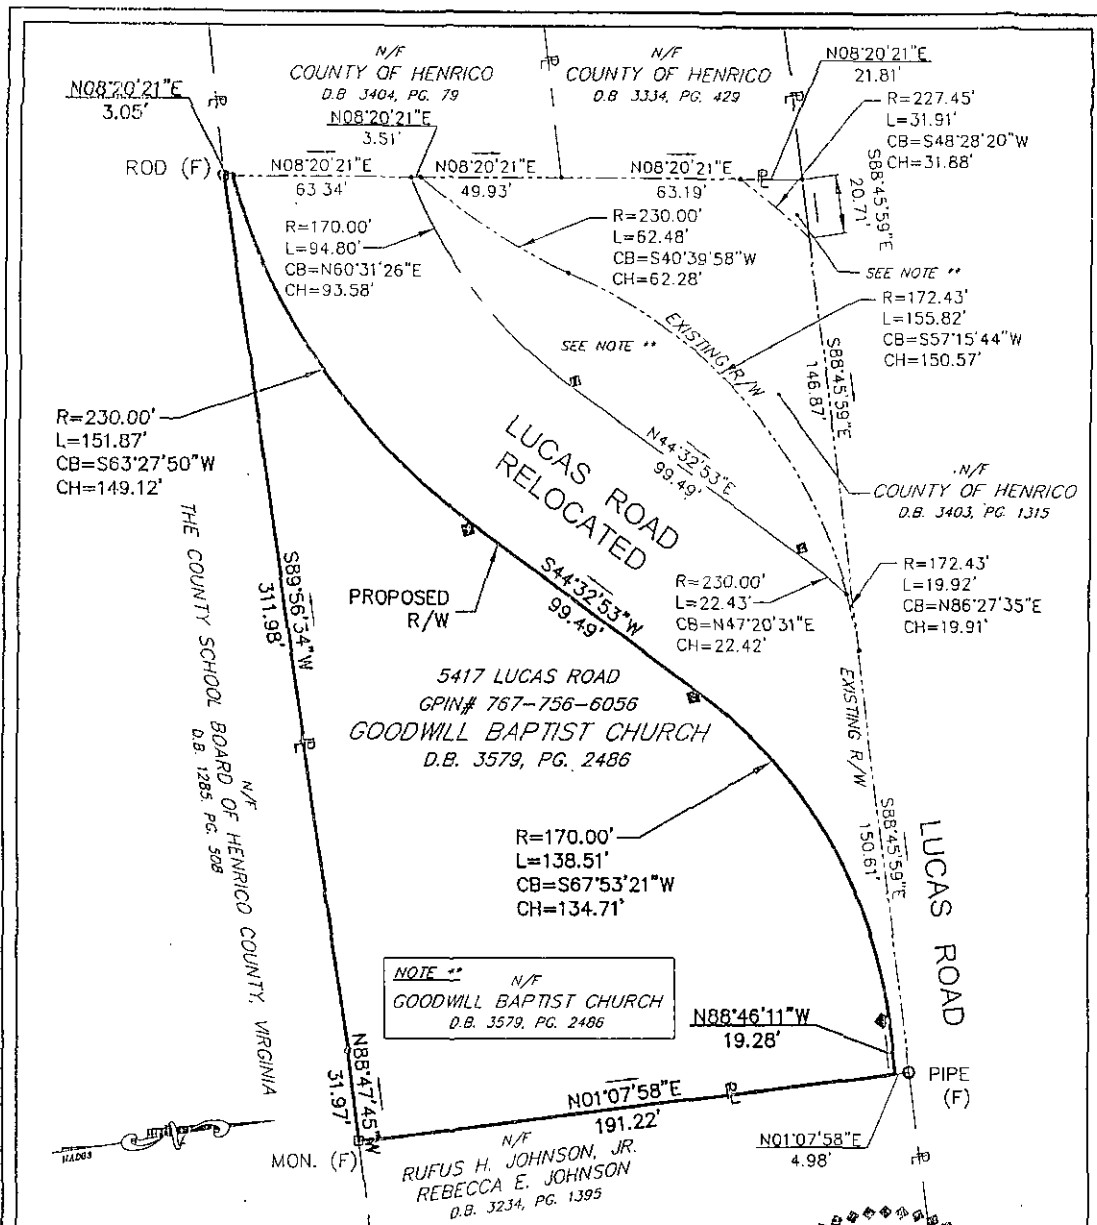 N/F
COUNTY OF HENRICO
D.B 3404, PG. 79
N/F
COUNTY OF HENRICO
D.B 3334, PG. 429
N08°20'21"E
21.81'
N08°20'21"E
3.05'
N08°20'21"E
3.51'
R=227.45'
L=31.91'
CB=S48°28'20"W
CH=31.88'
ROD (F)
N08°20'21"E
63.34'
N08°20'21"E
49.93'
N08°20'21"E
63.19'
S88°45'59"E
20.71'
R=170.00'
L=94.80'
CB=N60°31'26"E
CH=93.58'
R=230.00'
L=62.48'
CB=S40°39'58"W
CH=62.28'
SEE NOTE **
R=172.43'
L=155.82'
CB=S57°15'44"W
CH=150.57'
EXISTING R/W
SEE NOTE **
S88°45'59"E
146.87'
R=230.00'
L=151.87'
CB=S63°27'50"W
CH=149.12'
LUCAS ROAD
RELOCATED
N44°32'53"E
99.49'
N/F
COUNTY OF HENRICO
D.B. 3403, PG. 1315
N/F
THE COUNTY SCHOOL BOARD OF HENRICO COUNTY, VIRGINIA
D.B. 1285, PG. 508
S89°56'34"W
311.98'
PROPOSED
R/W
S44°32'53"W
99.49'
R=230.00'
L=22.43'
CB=N47°20'31"E
CH=22.42'
R=172.43'
L=19.92'
CB=N86°27'35"E
CH=19.91'
5417 LUCAS ROAD
GPIN# 767-756-6056
GOODWILL BAPTIST CHURCH
D.B. 3579, PG. 2486
EXISTING R/W
S88°45'59"E
150.61'
LUCAS ROAD
R=170.00'
L=138.51'
CB=S67°53'21"W
CH=134.71'
NOTE **
N/F
GOODWILL BAPTIST CHURCH
D.B. 3579, PG. 2486
N88°46'11"W
19.28'
N88°47'45"W
31.97'
N01°07'58"E
191.22'
PIPE
(F)
N01°07'58"E
4.98'
MON. (F)
N/F
RUFUS H. JOHNSON, JR.
REBECCA E. JOHNSON
D.B. 3234, PG. 1395